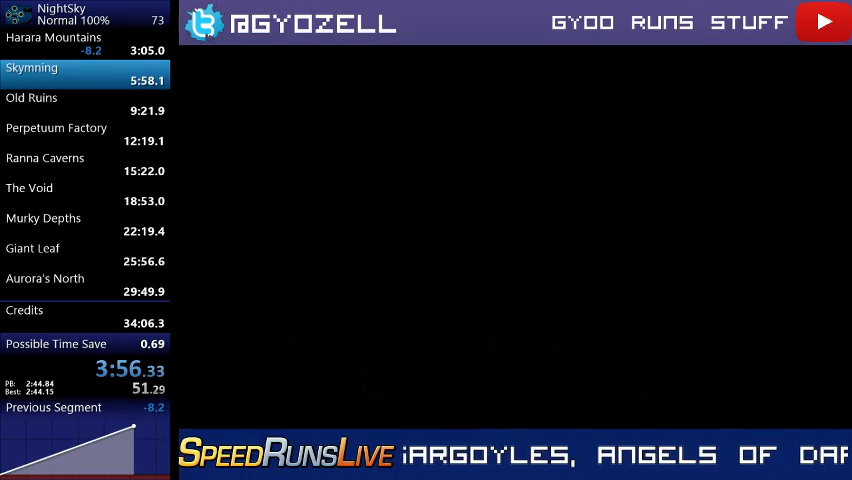 NightSky
Normal 100% 73
Harara Mountains
-8.2 3:05.0
Skymning
5:58.1
Old Ruins
9:21.9
Perpetuum Factory
12:19.1
Ranna Caverns
15:22.0
The Void
18:53.0
Murky Depths
22:19.4
Giant Leaf
25:56.6
Aurora's North
29:49.9
Credits
34:06.3
Possible Time Save 0.69
3:56.33
PB: 2:44.84
Best: 2:44.15
51.29
Previous Segment -8.2
@GYOZELL
GYOO RUNS STUFF
SPEEDRUNSLIVE
ARGOYLES, ANGELS OF DAR